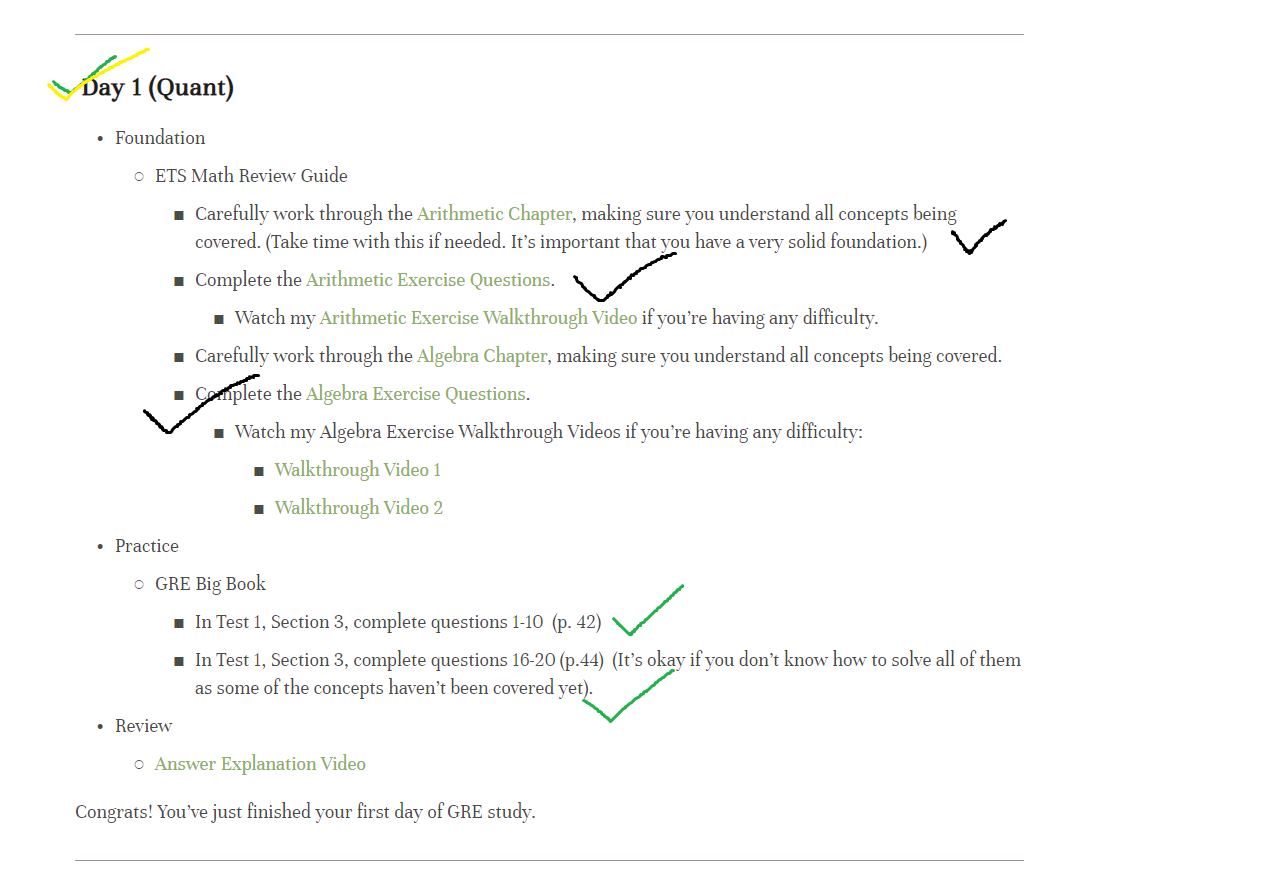 Day 1 (Quant)
• Foundation
○ ETS Math Review Guide
■ Carefully work through the Arithmetic Chapter, making sure you understand all concepts being
covered. (Take time with this if needed. It’s important that you have a very solid foundation.)
■ Complete the Arithmetic Exercise Questions.
■ Watch my Arithmetic Exercise Walkthrough Video if you’re having any difficulty.
■ Carefully work through the Algebra Chapter, making sure you understand all concepts being covered.
■ Complete the Algebra Exercise Questions.
■ Watch my Algebra Exercise Walkthrough Videos if you’re having any difficulty:
■ Walkthrough Video 1
■ Walkthrough Video 2
• Practice
○ GRE Big Book
■ In Test 1, Section 3, complete questions 1-10 (p. 42)
■ In Test 1, Section 3, complete questions 16-20 (p.44) (It’s okay if you don’t know how to solve all of them
as some of the concepts haven’t been covered yet).
• Review
○ Answer Explanation Video
Congrats! You’ve just finished your first day of GRE study.